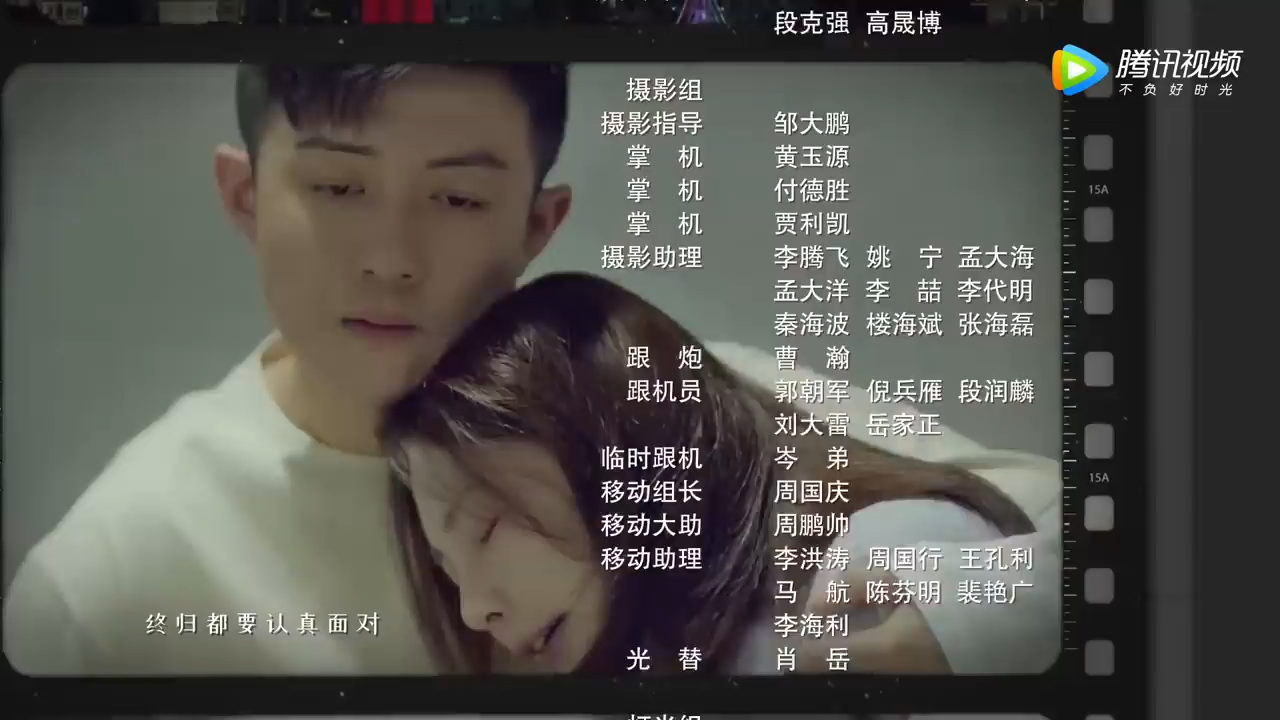 段克强 高晟博
腾讯视频
不负好时光
摄影组
摄影指导 邹大鹏
掌 机 黄玉源
掌 机 付德胜
掌 机 贾利凯
摄影助理 李腾飞 姚 宁 孟大海
孟大洋 李 喆 李代明
秦海波 楼海斌 张海磊
跟 炮 曹 瀚
跟机员 郭朝军 倪兵雁 段润麟
刘大雷 岳家正
临时跟机 岑 弟
移动组长 周国庆
移动大助 周鹏帅
移动助理 李洪涛 周国行 王孔利
马 航 陈芬明 裴艳广
李海利
光 替 肖 岳
终归都要认真面对
15A
15A